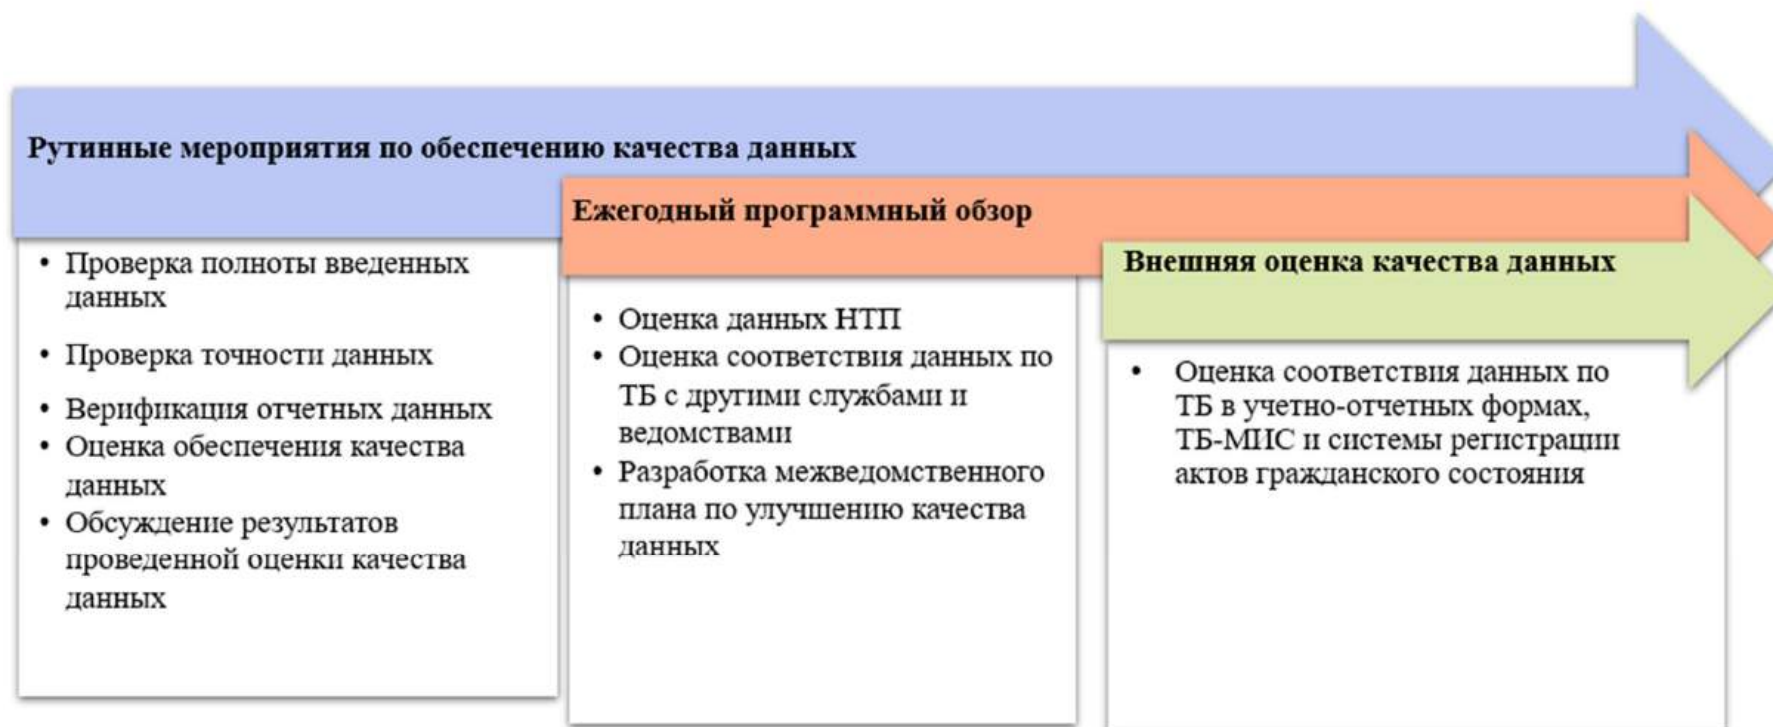 Рутинные мероприятия по обеспечению качества данных
• Проверка полноты введенных
данных
• Проверка точности данных
• Верификация отчетных данных
• Оценка обеспечения качества
данных
• Обсуждение результатов
проведенной оценки качества
данных
Ежегодный программный обзор
• Оценка данных НТП
• Оценка соответствия данных по
ТБ с другими службами и
ведомствами
• Разработка межведомственного
плана по улучшению качества
данных
Внешняя оценка качества данных
• Оценка соответствия данных по
ТБ в учетно-отчетных формах,
ТБ-МИС и системы регистрации
актов гражданского состояния